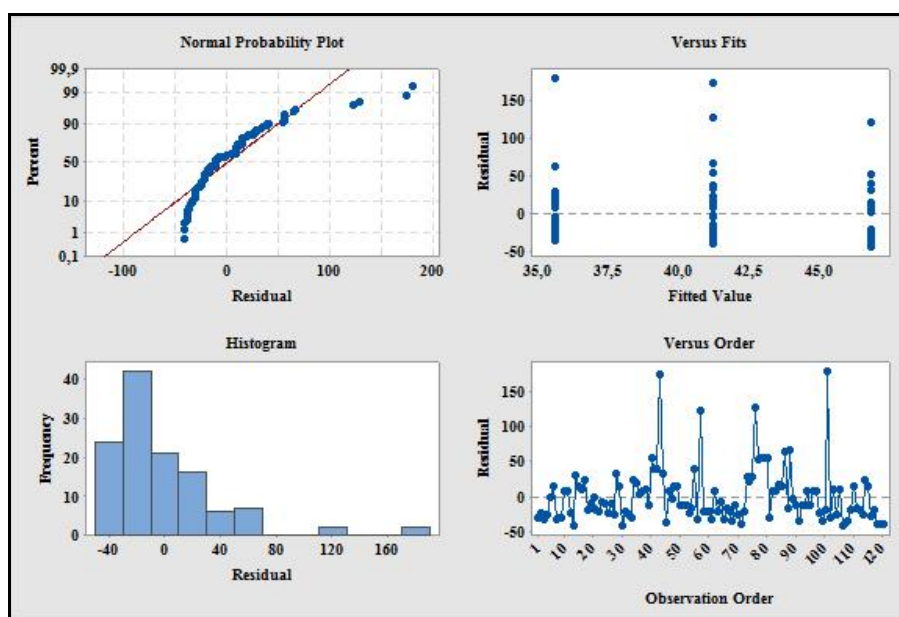 Normal Probability Plot
99,9
99
90
50
10
1
0,1
Percent
-100 0 100 200
Residual
Versus Fits
150
100
50
0
-50
Residual
35,0 37,5 40,0 42,5 45,0
Fitted Value
Histogram
40
30
20
10
0
Frequency
-40 0 40 80 120 160
Residual
Versus Order
150
100
50
0
-50
Residual
1 10 20 30 40 50 60 70 80 90 100 110 120
Observation Order